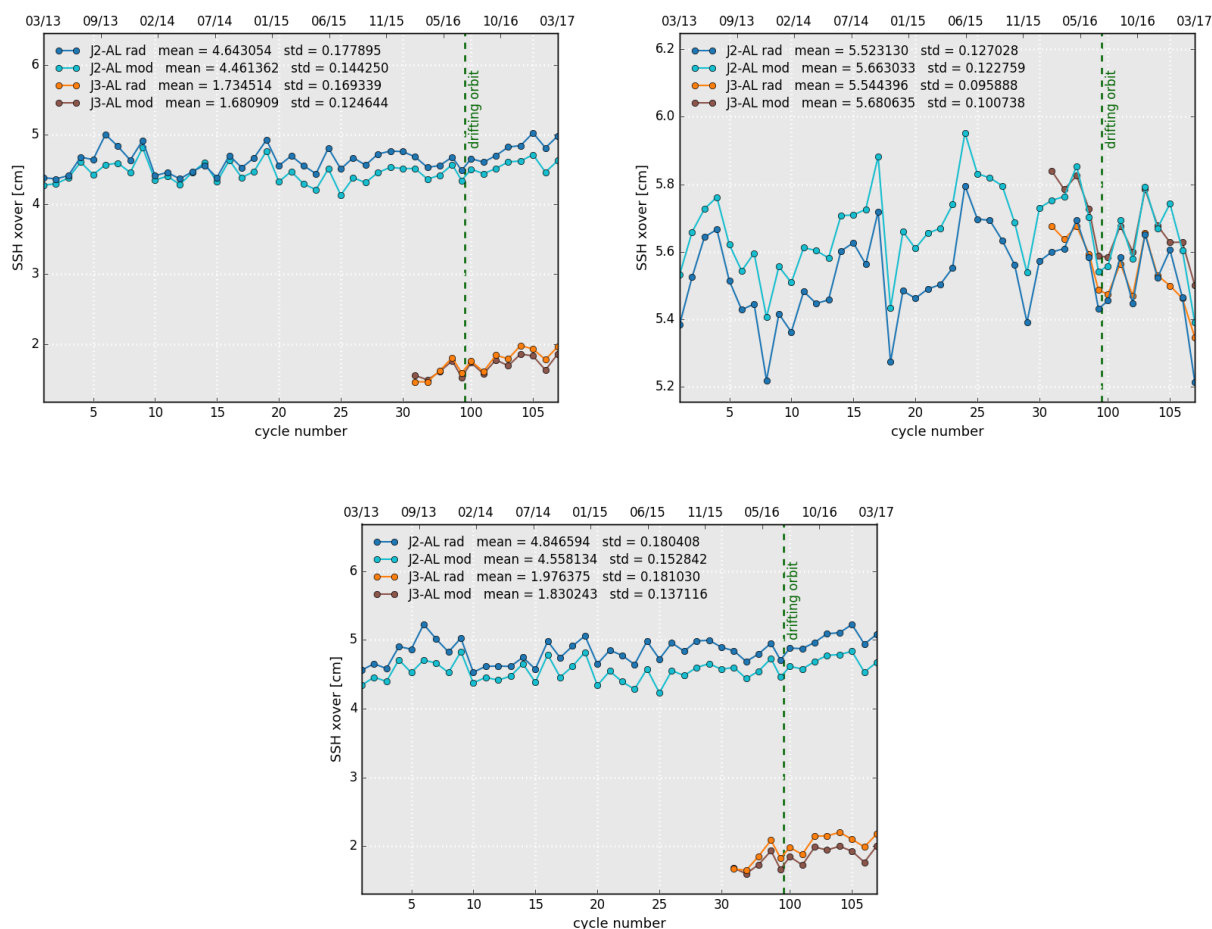 03/13 09/13 02/14 07/14 01/15 06/15 11/15 05/16 10/16 03/17
J2-AL rad mean = 4.643054 std = 0.177895
J2-AL mod mean = 4.461362 std = 0.144250
J3-AL rad mean = 1.734514 std = 0.169339
J3-AL mod mean = 1.680909 std = 0.124644
drifting orbit
SSH xover [cm]
6
5
4
3
2
5 10 15 20 25 30 100 105
cycle number
03/13 09/13 02/14 07/14 01/15 06/15 11/15 05/16 10/16 03/17
J2-AL rad mean = 5.523130 std = 0.127028
J2-AL mod mean = 5.663033 std = 0.122759
J3-AL rad mean = 5.544396 std = 0.095888
J3-AL mod mean = 5.680635 std = 0.100738
drifting orbit
SSH xover [cm]
6.2
6.0
5.8
5.6
5.4
5.2
5 10 15 20 25 30 100 105
cycle number
03/13 09/13 02/14 07/14 01/15 06/15 11/15 05/16 10/16 03/17
J2-AL rad mean = 4.846594 std = 0.180408
J2-AL mod mean = 4.558134 std = 0.152842
J3-AL rad mean = 1.976375 std = 0.181030
J3-AL mod mean = 1.830243 std = 0.137116
drifting orbit
SSH xover [cm]
6
5
4
3
2
5 10 15 20 25 30 100 105
cycle number